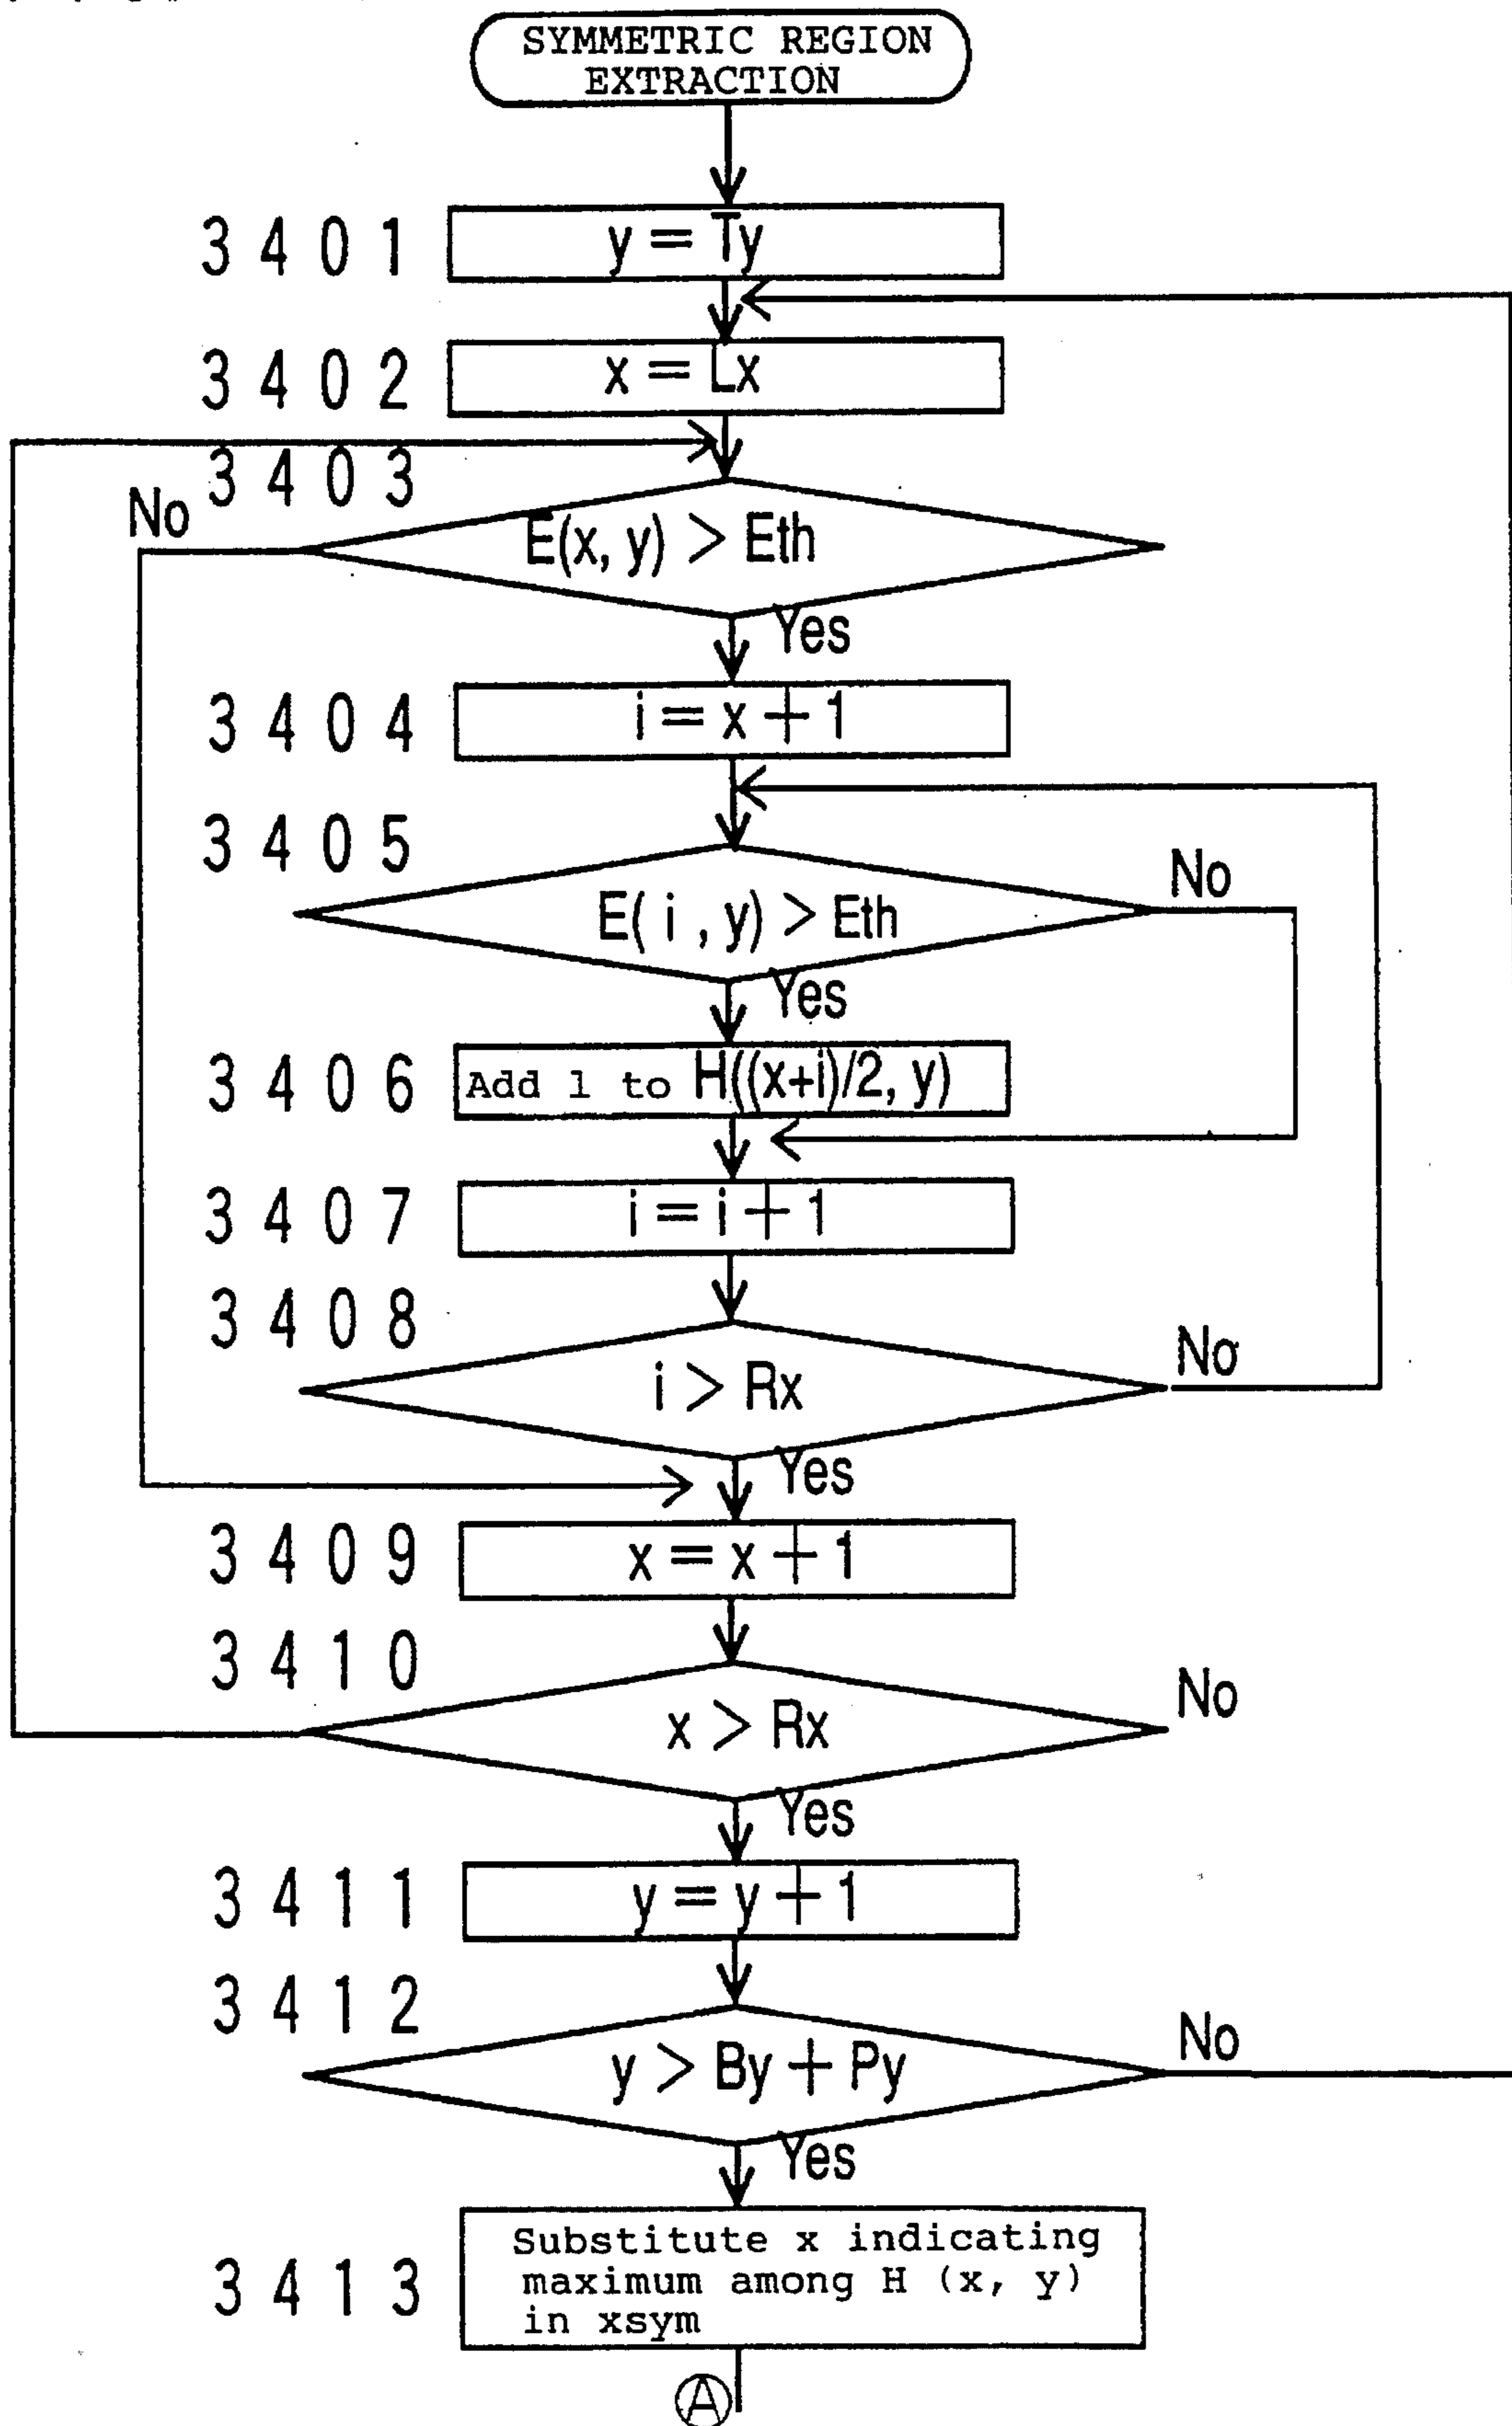 SYMMETRIC REGION
EXTRACTION
3401
y = Ty
3402
x = Lx
3403
No
E(x, y) > Eth
Yes
3404
i = x + 1
3405
No
E( i , y) > Eth
Yes
3406
Add 1 to H((x+i)/2, y)
3407
i = i + 1
3408
No
i > Rx
Yes
3409
x = x + 1
3410
No
x > Rx
Yes
3411
y = y + 1
3412
No
y > By + Py
Yes
3413
Substitute x indicating
maximum among H (x, y)
in xsym
A